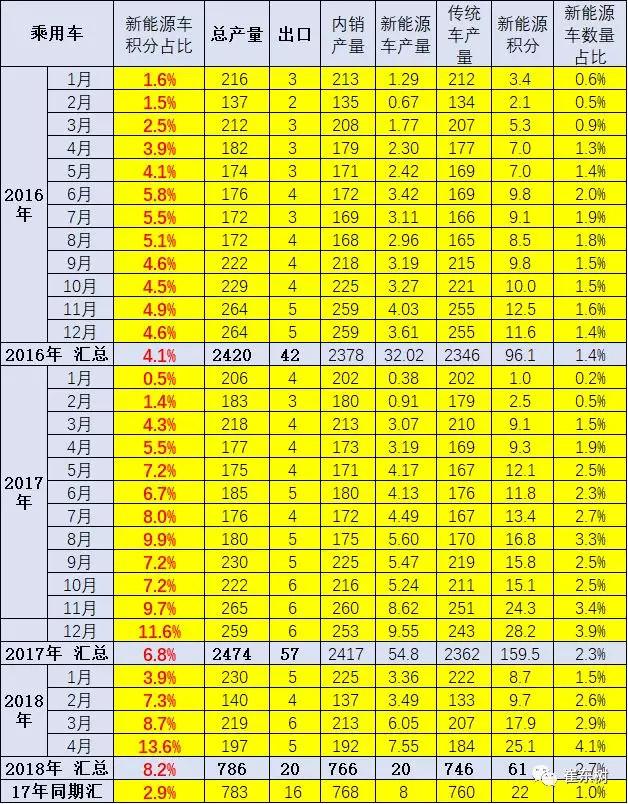 乘用车 新能源车积分占比 总产量 出口 内销产量 新能源车产量 传统车产量 新能源积分 新能源车数量占比
2016年
1月 1.6% 216 3 213 1.29 212 3.4 0.6%
2月 1.5% 137 2 135 0.67 134 2.1 0.5%
3月 2.5% 212 3 208 1.77 207 5.3 0.9%
4月 3.9% 182 3 179 2.30 177 7.0 1.3%
5月 4.1% 174 3 171 2.42 169 7.0 1.4%
6月 5.8% 176 4 172 3.42 169 9.8 2.0%
7月 5.5% 172 3 169 3.11 166 9.1 1.9%
8月 5.1% 172 4 168 2.96 165 8.5 1.8%
9月 4.6% 222 4 218 3.19 215 9.8 1.5%
10月 4.5% 229 4 225 3.27 221 10.0 1.5%
11月 4.9% 264 5 259 4.03 255 12.5 1.6%
12月 4.6% 264 5 259 3.61 255 11.6 1.4%
2016年 汇总 4.1% 2420 42 2378 32.02 2346 96.1 1.4%
2017年
1月 0.5% 206 4 202 0.38 202 1.0 0.2%
2月 1.4% 183 3 180 0.91 179 2.5 0.5%
3月 4.3% 218 4 213 3.07 210 9.1 1.5%
4月 5.5% 177 4 173 3.19 169 9.3 1.9%
5月 7.2% 175 4 171 4.17 167 12.1 2.5%
6月 6.7% 185 5 180 4.13 176 11.8 2.3%
7月 8.0% 176 4 172 4.49 167 13.4 2.7%
8月 9.9% 180 5 175 5.60 170 16.8 3.3%
9月 7.2% 230 5 225 5.47 219 15.8 2.5%
10月 7.2% 222 6 216 5.24 211 15.1 2.5%
11月 9.7% 265 6 260 8.62 251 24.3 3.4%
12月 11.6% 259 6 253 9.55 243 28.2 3.9%
2017年 汇总 6.8% 2474 57 2417 54.8 2362 159.5 2.3%
2018年
1月 3.9% 230 5 225 3.36 222 8.7 1.5%
2月 7.3% 140 4 137 3.49 133 9.7 2.6%
3月 8.7% 219 6 213 6.05 207 17.9 2.9%
4月 13.6% 197 5 192 7.55 184 25.1 4.1%
2018年 汇总 8.2% 786 20 766 20 746 61 2.7%
17年同期汇 2.9% 783 16 768 8 760 22 1.0%
崔东树